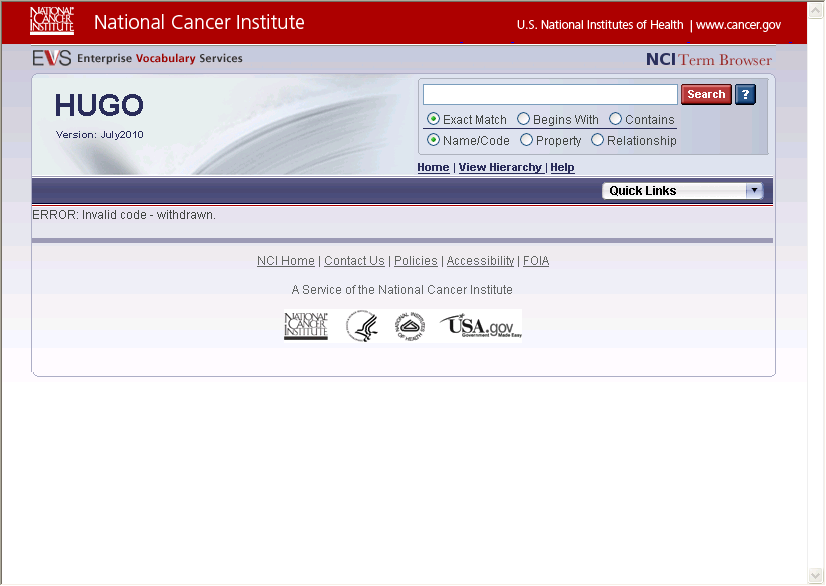 NATIONAL CANCER INSTITUTE
National Cancer Institute
U.S. National Institutes of Health | www.cancer.gov
EVS Enterprise Vocabulary Services
NCI Term Browser
HUGO
Version: July2010
Search
?
Exact Match Begins With Contains
Name/Code Property Relationship
Home | View Hierarchy | Help
Quick Links
ERROR: Invalid code - withdrawn.
NCI Home | Contact Us | Policies | Accessibility | FOIA
A Service of the National Cancer Institute
NATIONAL CANCER INSTITUTE
NATIONAL INSTITUTES OF HEALTH
USA.gov
Government Made Easy